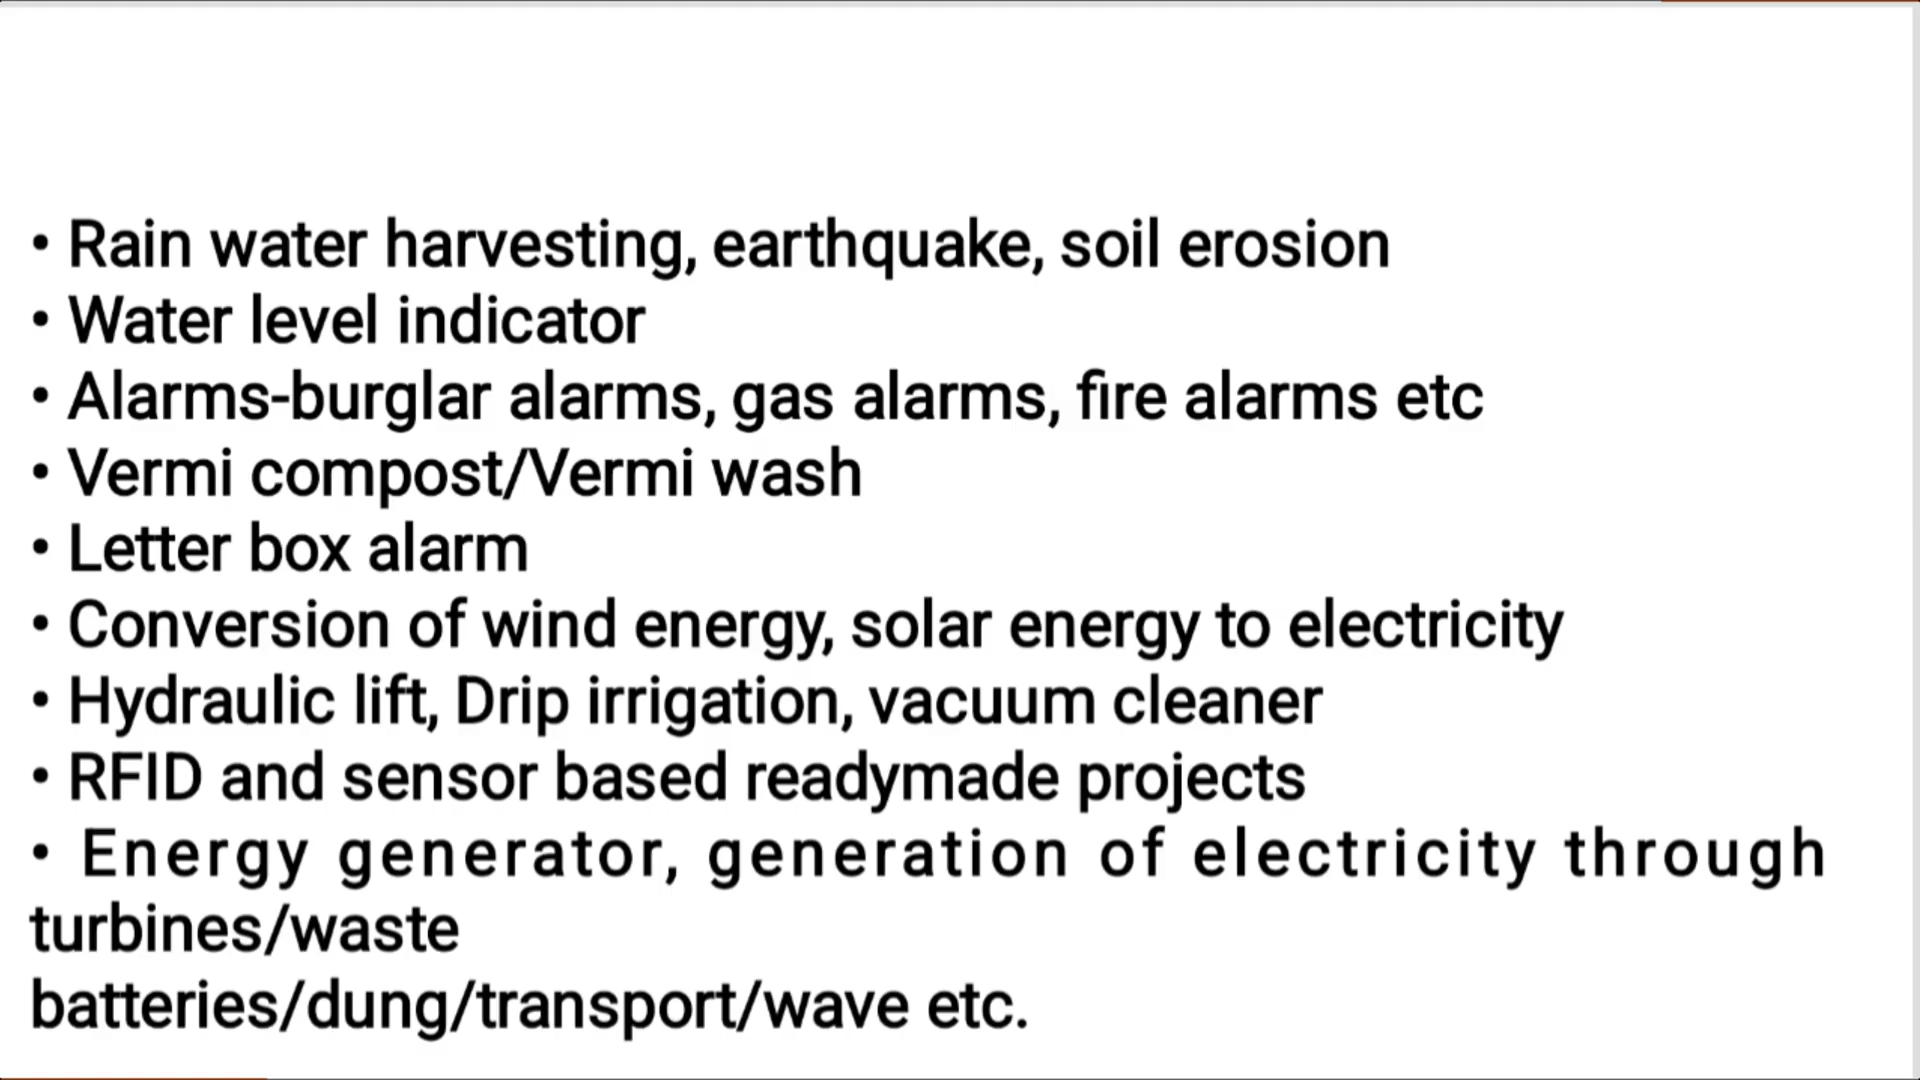 • Rain water harvesting, earthquake, soil erosion
• Water level indicator
• Alarms-burglar alarms, gas alarms, fire alarms etc
• Vermi compost/Vermi wash
• Letter box alarm
• Conversion of wind energy, solar energy to electricity
• Hydraulic lift, Drip irrigation, vacuum cleaner
• RFID and sensor based readymade projects
• Energy generator, generation of electricity through
turbines/waste
batteries/dung/transport/wave etc.